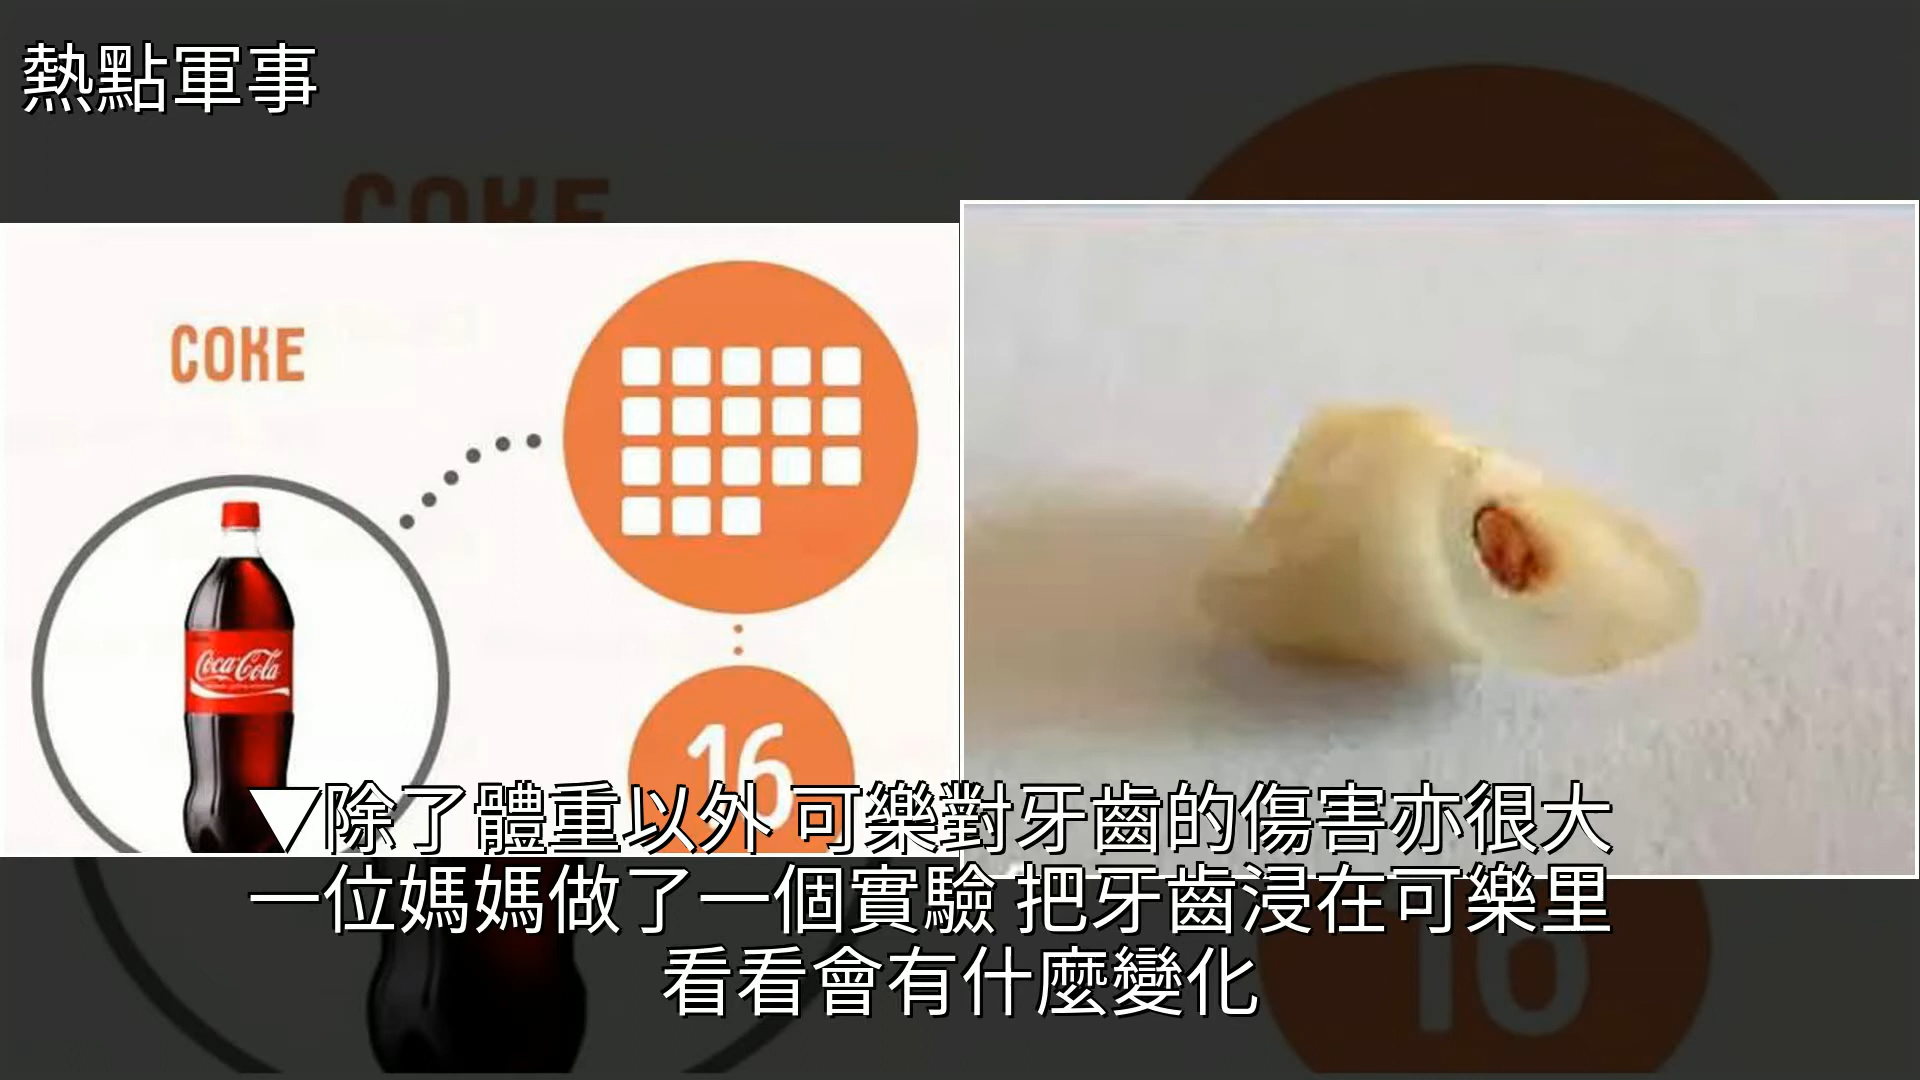 熱點軍事
COKE
COKE
Coca-Cola
16
▼除了體重以外 可樂對牙齒的傷害亦很大
一位媽媽做了一個實驗 把牙齒浸在可樂里
看看會有什麼變化
16